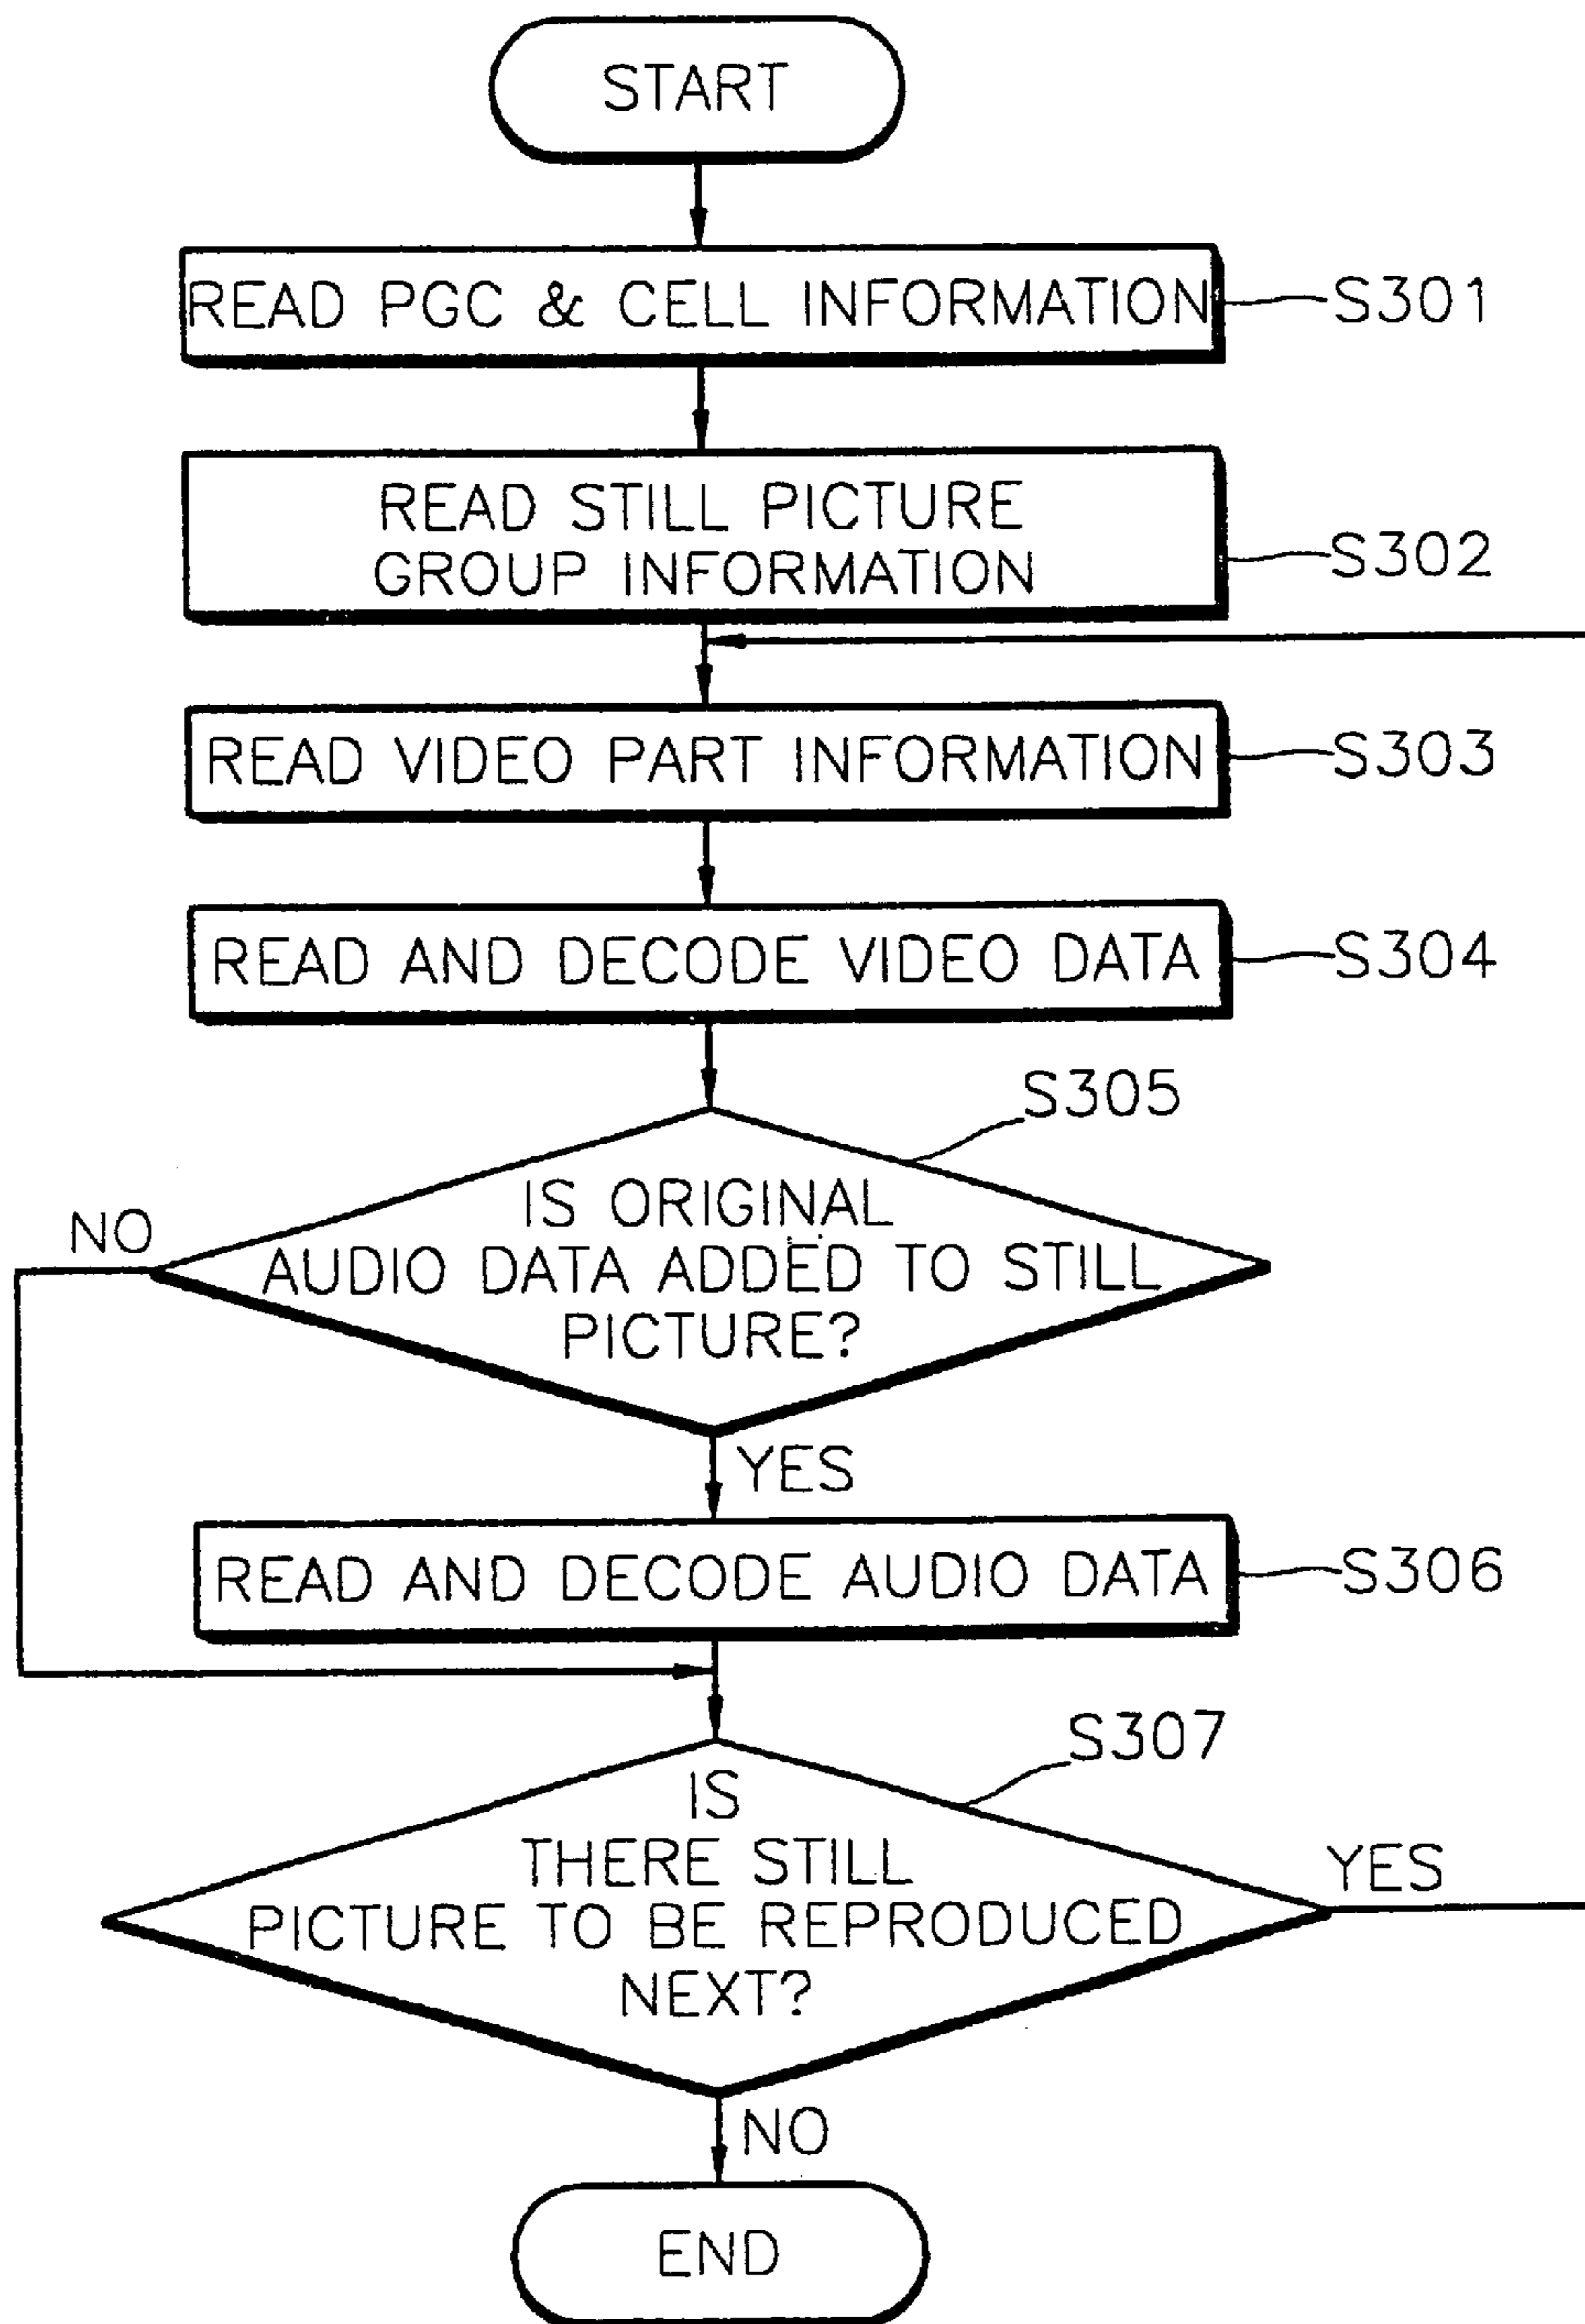 START
READ PGC & CELL INFORMATION
S301
READ STILL PICTURE
GROUP INFORMATION
S302
READ VIDEO PART INFORMATION
S303
READ AND DECODE VIDEO DATA
S304
S305
IS ORIGINAL
AUDIO DATA ADDED TO STILL
PICTURE?
NO
YES
READ AND DECODE AUDIO DATA
S306
S307
IS
THERE STILL
PICTURE TO BE REPRODUCED
NEXT?
YES
NO
END